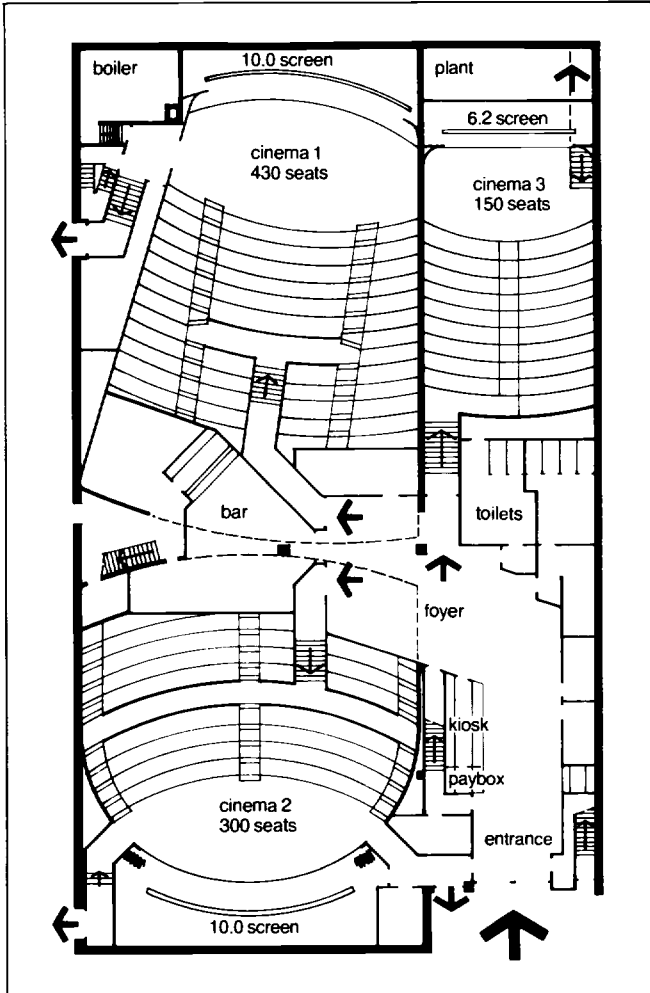 boiler
10.0 screen
plant
6.2 screen
cinema 1
430 seats
cinema 3
150 seats
bar
toilets
foyer
kiosk
paybox
cinema 2
300 seats
entrance
10.0 screen